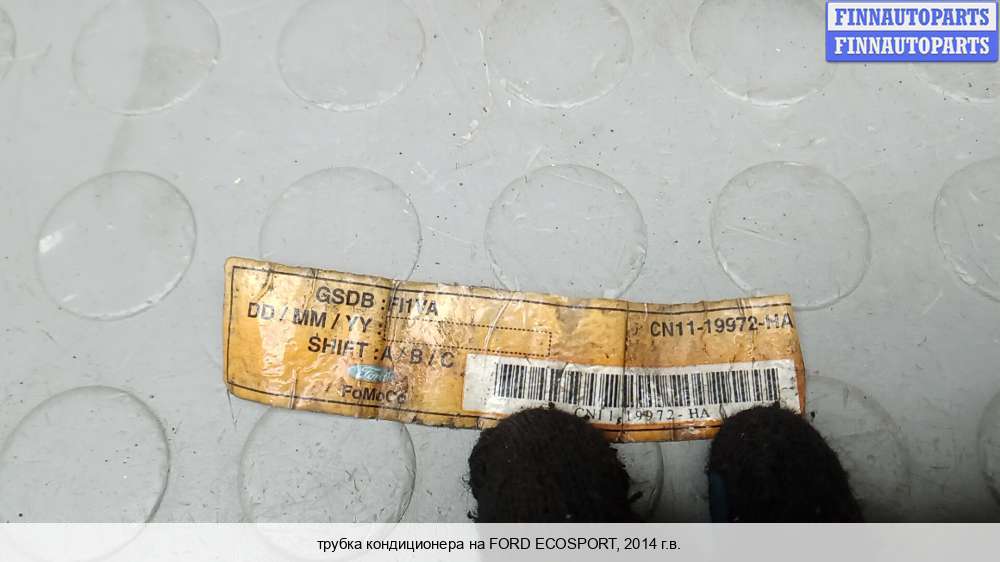 FINNAUTOPARTS
FINNAUTOPARTS
GSDB : FI1VA
DD / MM / YY :
SHIFT : A / B / C
Ford
FoMoCo
CN11-19972-HA
CN11-19972-HA
трубка кондиционера на FORD ECOSPORT, 2014 г.в.